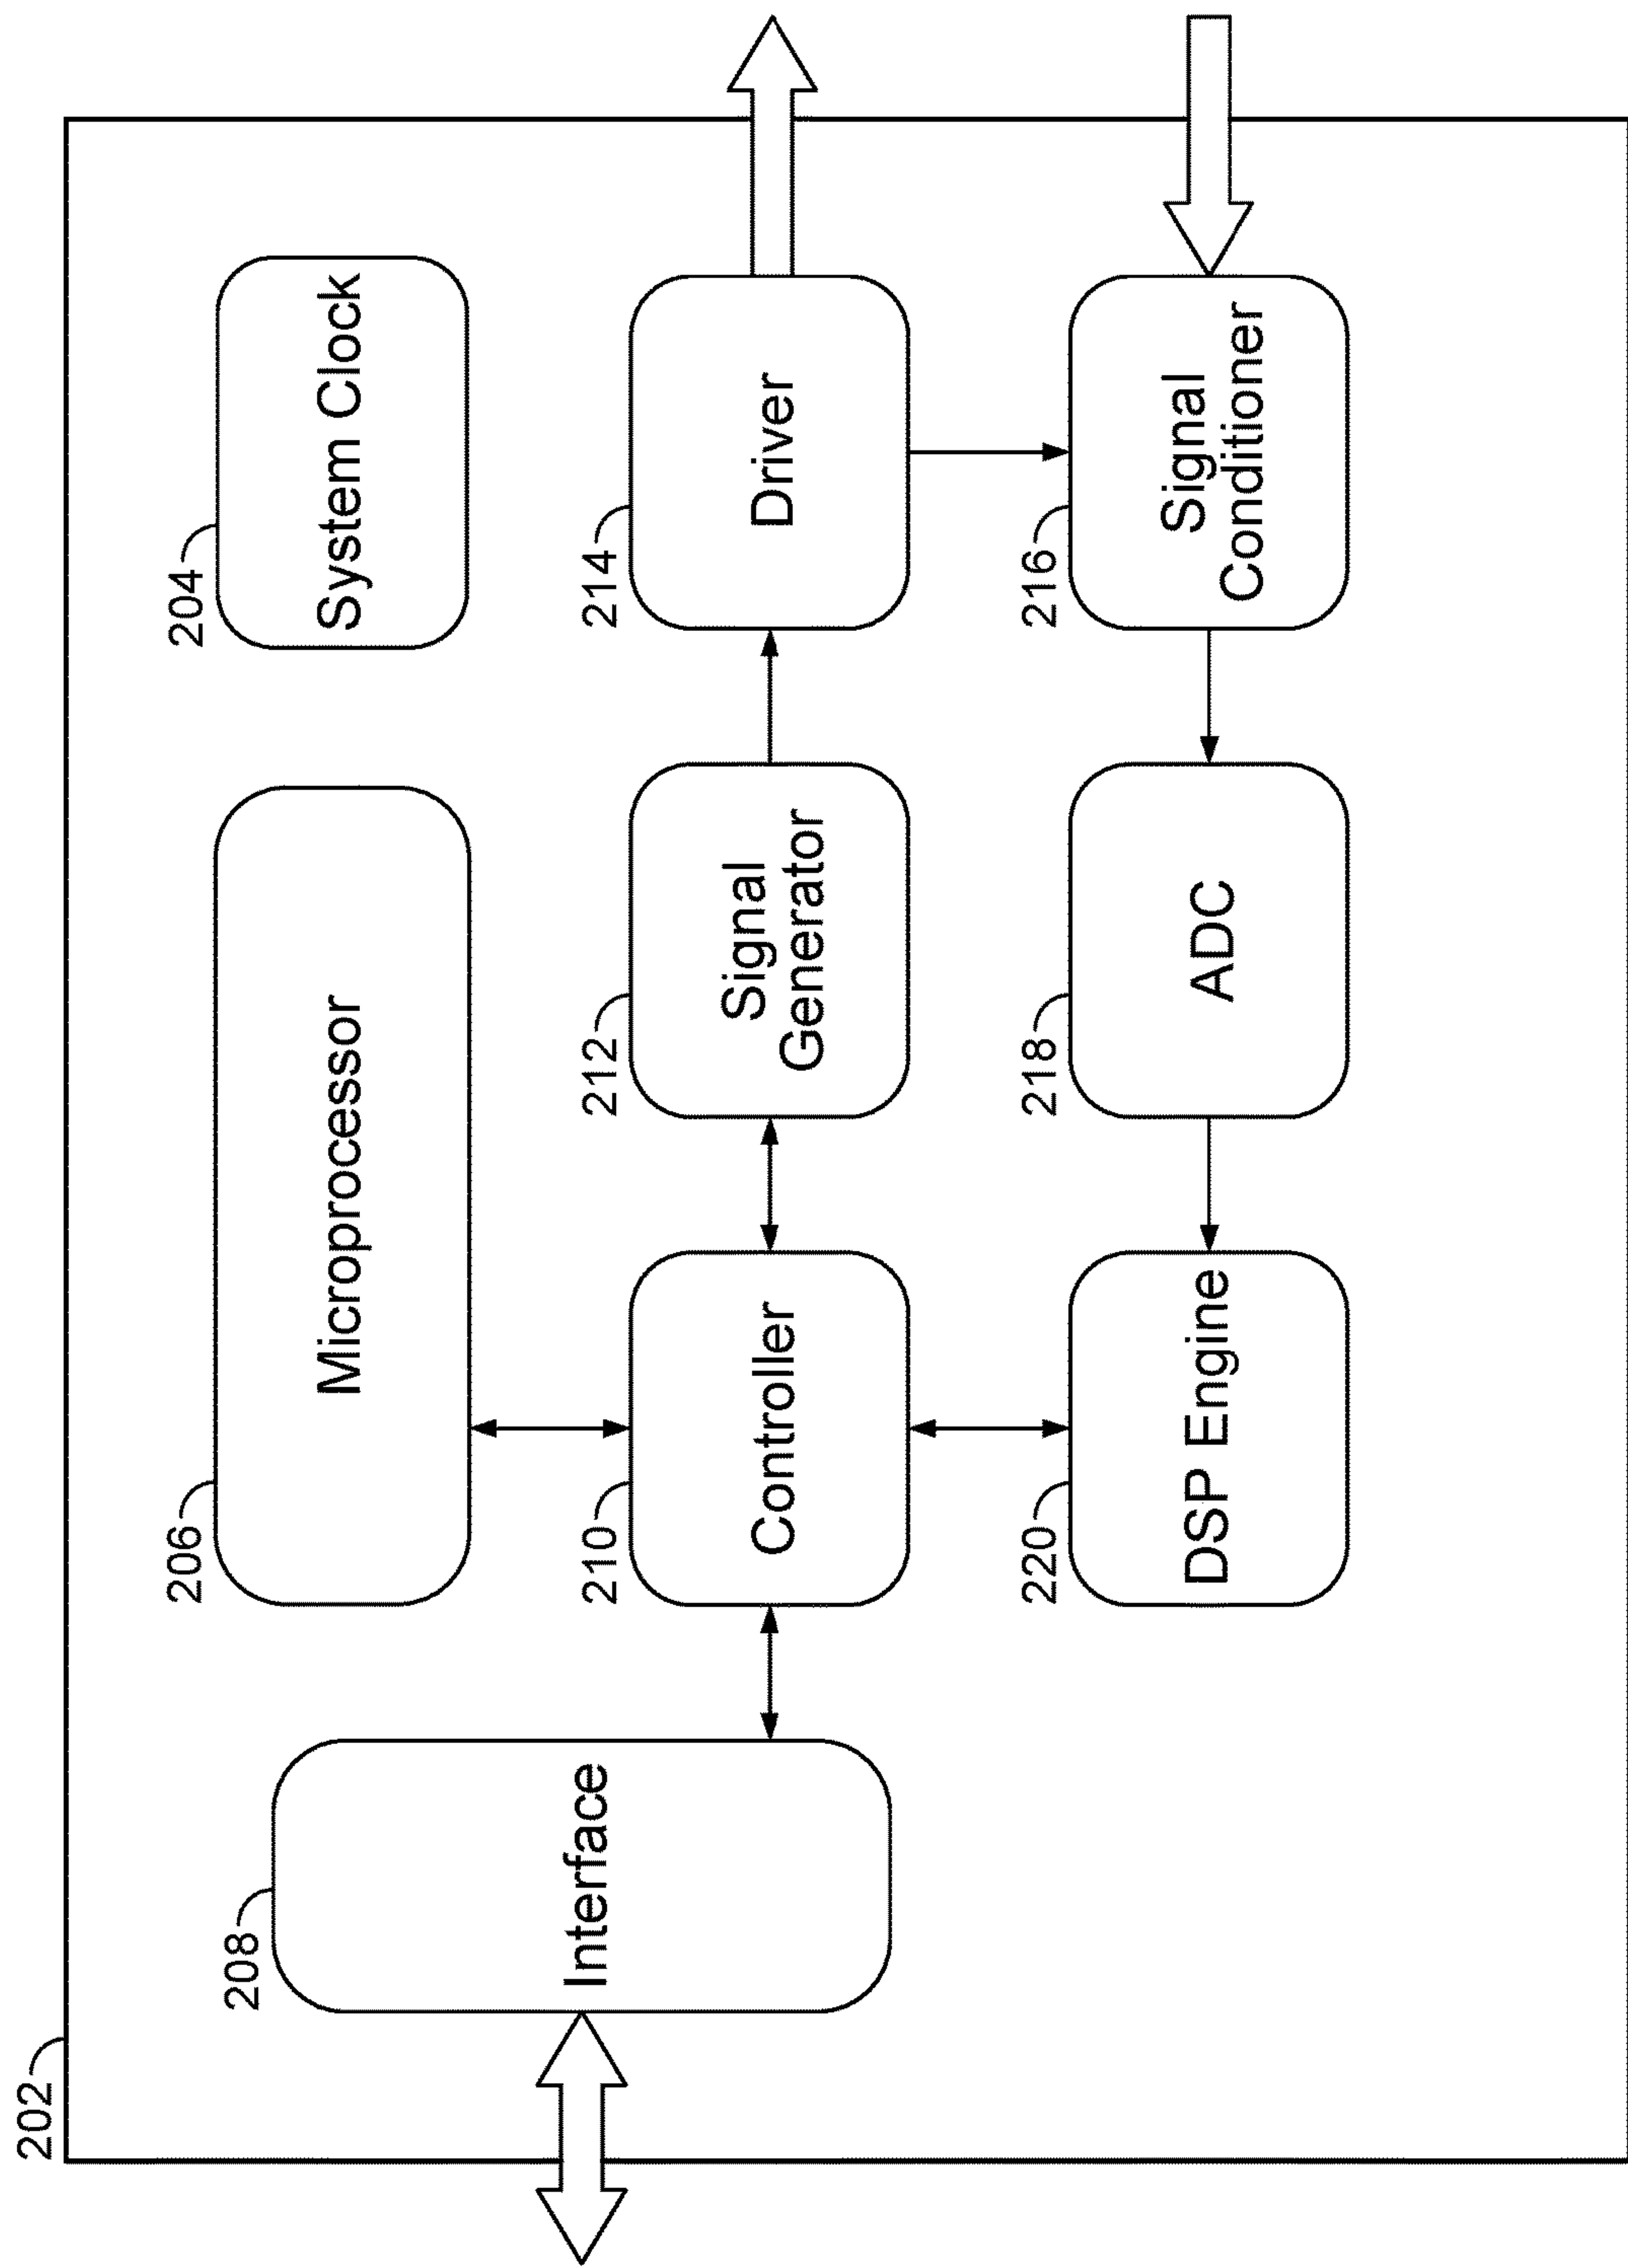 202
206
Microprocessor
204
System Clock
208
Interface
210
Controller
212
Signal
Generator
214
Driver
220
DSP Engine
218
ADC
216
Signal
Conditioner